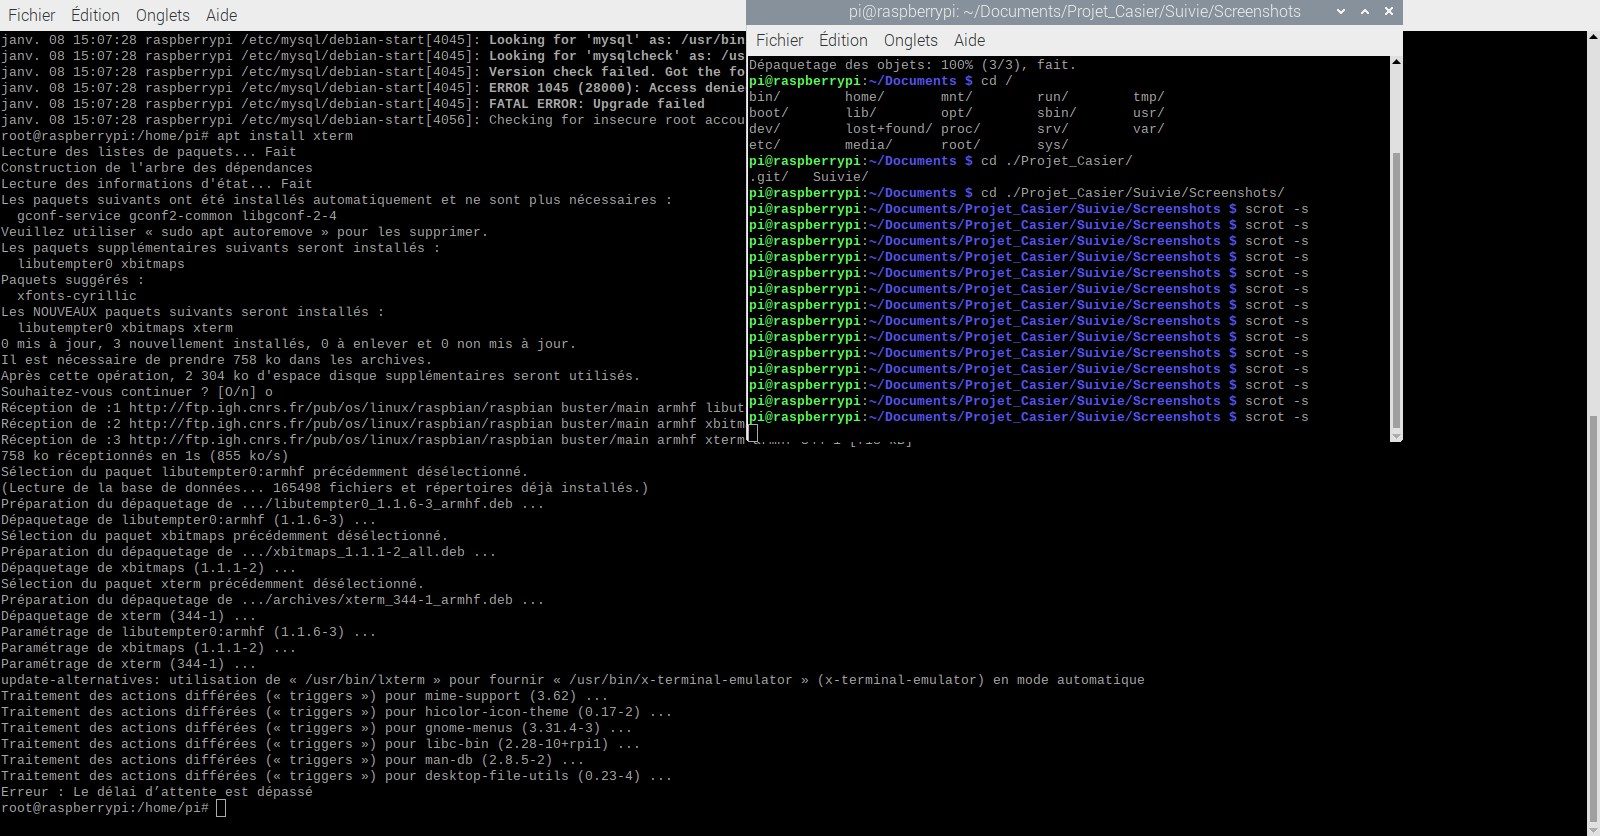 Fichier Édition Onglets Aide
janv. 08 15:07:28 raspberrypi /etc/mysql/debian-start[4045]: Looking for 'mysql' as: /usr/bin
janv. 08 15:07:28 raspberrypi /etc/mysql/debian-start[4045]: Looking for 'mysqlcheck' as: /us
janv. 08 15:07:28 raspberrypi /etc/mysql/debian-start[4045]: Version check failed. Got the fo
janv. 08 15:07:28 raspberrypi /etc/mysql/debian-start[4045]: ERROR 1045 (28000): Access denie
janv. 08 15:07:28 raspberrypi /etc/mysql/debian-start[4045]: FATAL ERROR: Upgrade failed
janv. 08 15:07:28 raspberrypi /etc/mysql/debian-start[4056]: Checking for insecure root accou
root@raspberrypi:/home/pi# apt install xterm
Lecture des listes de paquets... Fait
Construction de l'arbre des dépendances
Lecture des informations d'état... Fait
Les paquets suivants ont été installés automatiquement et ne sont plus nécessaires :
  gconf-service gconf2-common libgconf-2-4
Veuillez utiliser « sudo apt autoremove » pour les supprimer.
Les paquets supplémentaires suivants seront installés :
  libutempter0 xbitmaps
Paquets suggérés :
  xfonts-cyrillic
Les NOUVEAUX paquets suivants seront installés :
  libutempter0 xbitmaps xterm
0 mis à jour, 3 nouvellement installés, 0 à enlever et 0 non mis à jour.
Il est nécessaire de prendre 758 ko dans les archives.
Après cette opération, 2 304 ko d'espace disque supplémentaires seront utilisés.
Souhaitez-vous continuer ? [O/n] o
Réception de :1 http://ftp.igh.cnrs.fr/pub/os/linux/raspbian/raspbian buster/main armhf libut
Réception de :2 http://ftp.igh.cnrs.fr/pub/os/linux/raspbian/raspbian buster/main armhf xbitm
Réception de :3 http://ftp.igh.cnrs.fr/pub/os/linux/raspbian/raspbian buster/main armhf xterm
758 ko réceptionnés en 1s (855 ko/s)
Sélection du paquet libutempter0:armhf précédemment désélectionné.
(Lecture de la base de données... 165498 fichiers et répertoires déjà installés.)
Préparation du dépaquetage de .../libutempter0_1.1.6-3_armhf.deb ...
Dépaquetage de libutempter0:armhf (1.1.6-3) ...
Sélection du paquet xbitmaps précédemment désélectionné.
Préparation du dépaquetage de .../xbitmaps_1.1.1-2_all.deb ...
Dépaquetage de xbitmaps (1.1.1-2) ...
Sélection du paquet xterm précédemment désélectionné.
Préparation du dépaquetage de .../archives/xterm_344-1_armhf.deb ...
Dépaquetage de xterm (344-1) ...
Paramétrage de libutempter0:armhf (1.1.6-3) ...
Paramétrage de xbitmaps (1.1.1-2) ...
Paramétrage de xterm (344-1) ...
update-alternatives: utilisation de « /usr/bin/lxterm » pour fournir « /usr/bin/x-terminal-emulator » (x-terminal-emulator) en mode automatique
Traitement des actions différées (« triggers ») pour mime-support (3.62) ...
Traitement des actions différées (« triggers ») pour hicolor-icon-theme (0.17-2) ...
Traitement des actions différées (« triggers ») pour gnome-menus (3.31.4-3) ...
Traitement des actions différées (« triggers ») pour libc-bin (2.28-10+rpi1) ...
Traitement des actions différées (« triggers ») pour man-db (2.8.5-2) ...
Traitement des actions différées (« triggers ») pour desktop-file-utils (0.23-4) ...
Erreur : Le délai d’attente est dépassé
root@raspberrypi:/home/pi#
pi@raspberrypi: ~/Documents/Projet_Casier/Suivie/Screenshots
Fichier Édition Onglets Aide
Dépaquetage des objets: 100% (3/3), fait.
pi@raspberrypi:~/Documents $ cd /
bin/ home/ mnt/ run/ tmp/
boot/ lib/ opt/ sbin/ usr/
dev/ lost+found/ proc/ srv/ var/
etc/ media/ root/ sys/
pi@raspberrypi:~/Documents $ cd ./Projet_Casier/
.git/ Suivie/
pi@raspberrypi:~/Documents $ cd ./Projet_Casier/Suivie/Screenshots/
pi@raspberrypi:~/Documents/Projet_Casier/Suivie/Screenshots $ scrot -s
pi@raspberrypi:~/Documents/Projet_Casier/Suivie/Screenshots $ scrot -s
pi@raspberrypi:~/Documents/Projet_Casier/Suivie/Screenshots $ scrot -s
pi@raspberrypi:~/Documents/Projet_Casier/Suivie/Screenshots $ scrot -s
pi@raspberrypi:~/Documents/Projet_Casier/Suivie/Screenshots $ scrot -s
pi@raspberrypi:~/Documents/Projet_Casier/Suivie/Screenshots $ scrot -s
pi@raspberrypi:~/Documents/Projet_Casier/Suivie/Screenshots $ scrot -s
pi@raspberrypi:~/Documents/Projet_Casier/Suivie/Screenshots $ scrot -s
pi@raspberrypi:~/Documents/Projet_Casier/Suivie/Screenshots $ scrot -s
pi@raspberrypi:~/Documents/Projet_Casier/Suivie/Screenshots $ scrot -s
pi@raspberrypi:~/Documents/Projet_Casier/Suivie/Screenshots $ scrot -s
pi@raspberrypi:~/Documents/Projet_Casier/Suivie/Screenshots $ scrot -s
pi@raspberrypi:~/Documents/Projet_Casier/Suivie/Screenshots $ scrot -s
pi@raspberrypi:~/Documents/Projet_Casier/Suivie/Screenshots $ scrot -s